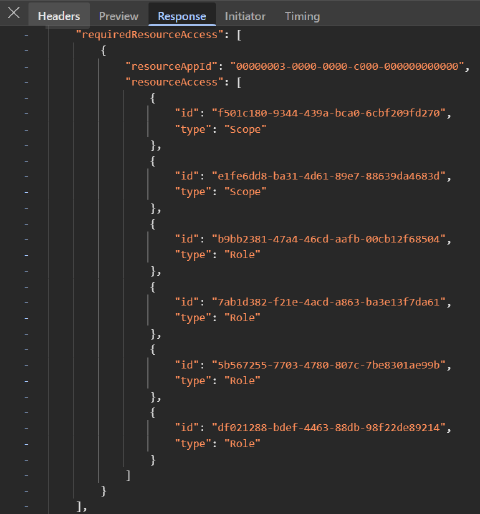 Headers Preview Response Initiator Timing
"requiredResourceAccess": [
{
"resourceAppId": "00000003-0000-0000-c000-000000000000",
"resourceAccess": [
{
"id": "f501c180-9344-439a-bca0-6cbf209fd270",
"type": "Scope"
},
{
"id": "e1fe6dd8-ba31-4d61-89e7-88639da4683d",
"type": "Scope"
},
{
"id": "b9bb2381-47a4-46cd-aafb-00cb12f68504",
"type": "Role"
},
{
"id": "7ab1d382-f21e-4acd-a863-ba3e13f7da61",
"type": "Role"
},
{
"id": "5b567255-7703-4780-807c-7be8301ae99b",
"type": "Role"
},
{
"id": "df021288-bdef-4463-88db-98f22de89214",
"type": "Role"
}
]
}
],